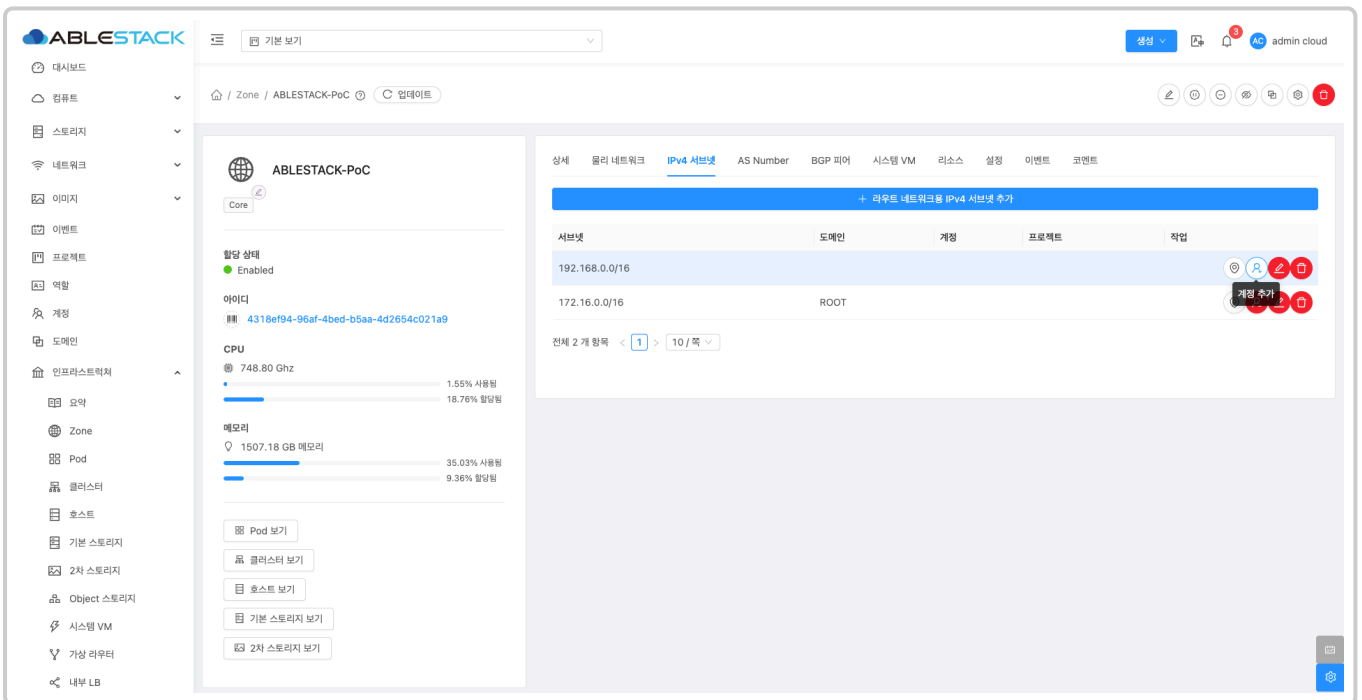 ABLESTACK
기본 보기
생성
3
AC
admin cloud
대시보드
컴퓨트
스토리지
네트워크
이미지
이벤트
프로젝트
역할
계정
도메인
인프라스트럭쳐
요약
Zone
Pod
클러스터
호스트
기본 스토리지
2차 스토리지
Object 스토리지
시스템 VM
가상 라우터
내부 LB
/ Zone / ABLESTACK-PoC
업데이트
ABLESTACK-PoC
Core
할당 상태
Enabled
아이디
4318ef94-96af-4bed-b5aa-4d2654c021a9
CPU
748.80 Ghz
1.55% 사용됨
18.76% 할당됨
메모리
1507.18 GB 메모리
35.03% 사용됨
9.36% 할당됨
Pod 보기
클러스터 보기
호스트 보기
기본 스토리지 보기
2차 스토리지 보기
상세 물리 네트워크 IPv4 서브넷 AS Number BGP 피어 시스템 VM 리소스 설정 이벤트 코멘트
+ 라우트 네트워크용 IPv4 서브넷 추가
서브넷 도메인 계정 프로젝트 작업
192.168.0.0/16
계정 추가
172.16.0.0/16 ROOT
전체 2 개 항목 < 1 > 10 / 쪽